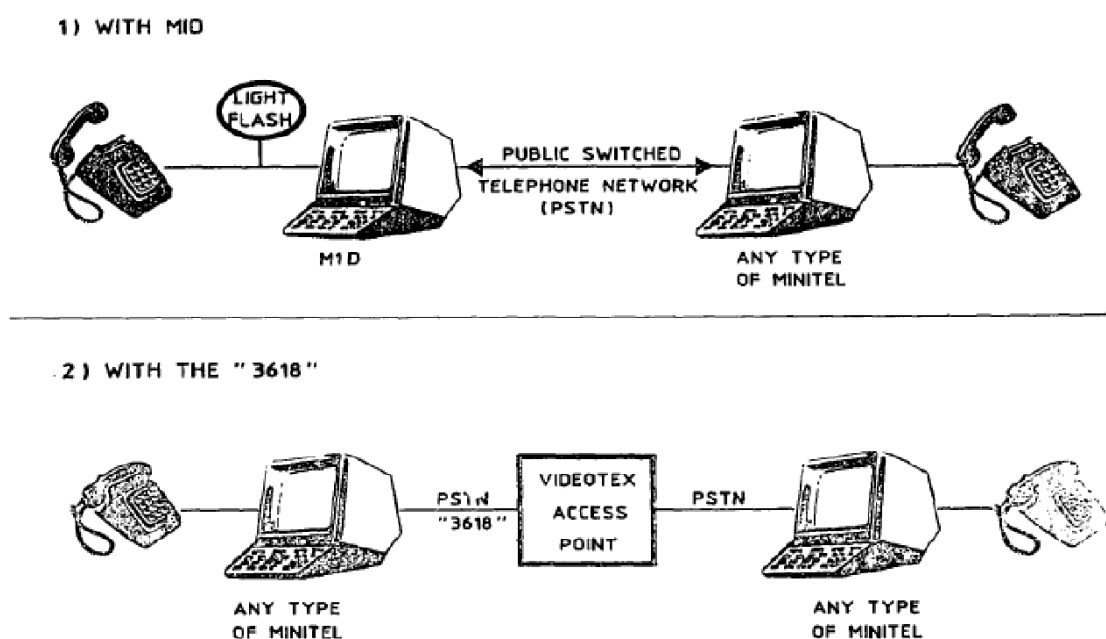 1) WITH M1D
LIGHT
FLASH
PUBLIC SWITCHED
TELEPHONE NETWORK
(PSTN)
M1D
ANY TYPE
OF MINITEL
2) WITH THE "3618"
PSTN
"3618"
VIDEOTEX
ACCESS
POINT
PSTN
ANY TYPE
OF MINITEL
ANY TYPE
OF MINITEL